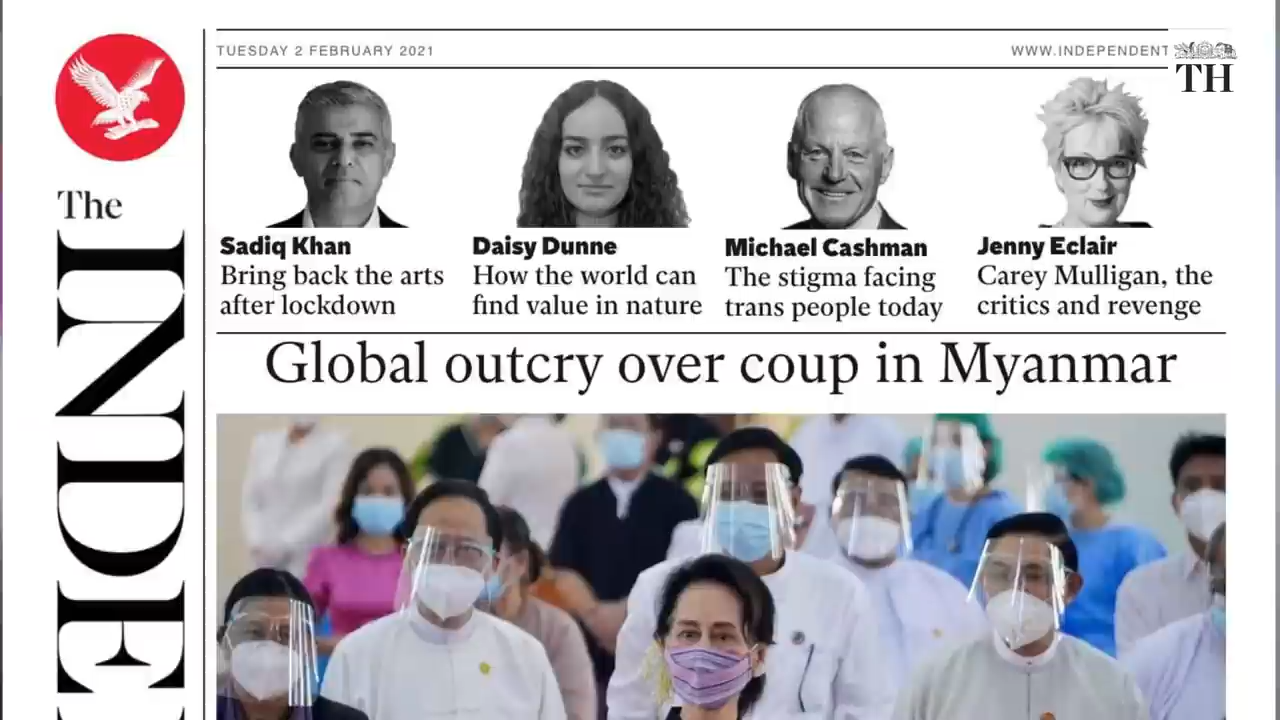 TUESDAY 2 FEBRUARY 2021
WWW.INDEPENDENT
TH
The
INDE
Sadiq Khan
Bring back the arts
after lockdown
Daisy Dunne
How the world can
find value in nature
Michael Cashman
The stigma facing
trans people today
Jenny Eclair
Carey Mulligan, the
critics and revenge
Global outcry over coup in Myanmar